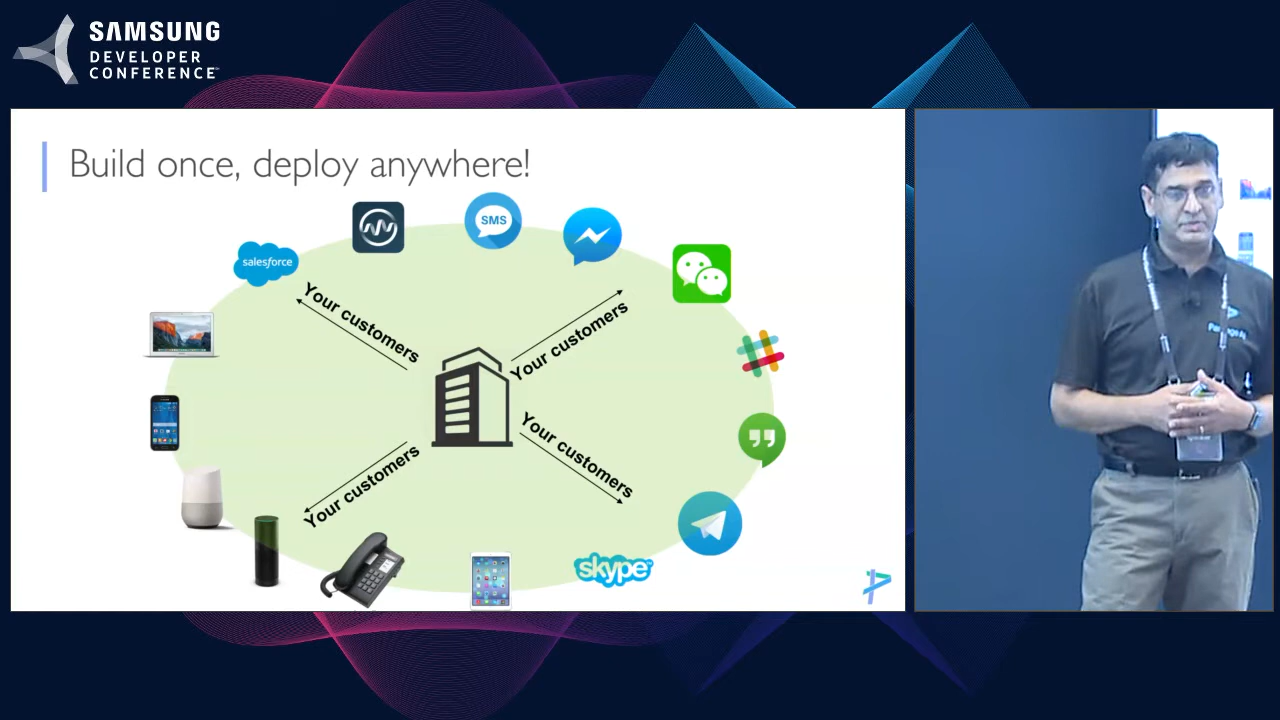 SAMSUNG
DEVELOPER
CONFERENCE
Build once, deploy anywhere!
SMS
salesforce
Your customers
Your customers
Your customers
Your customers
skype